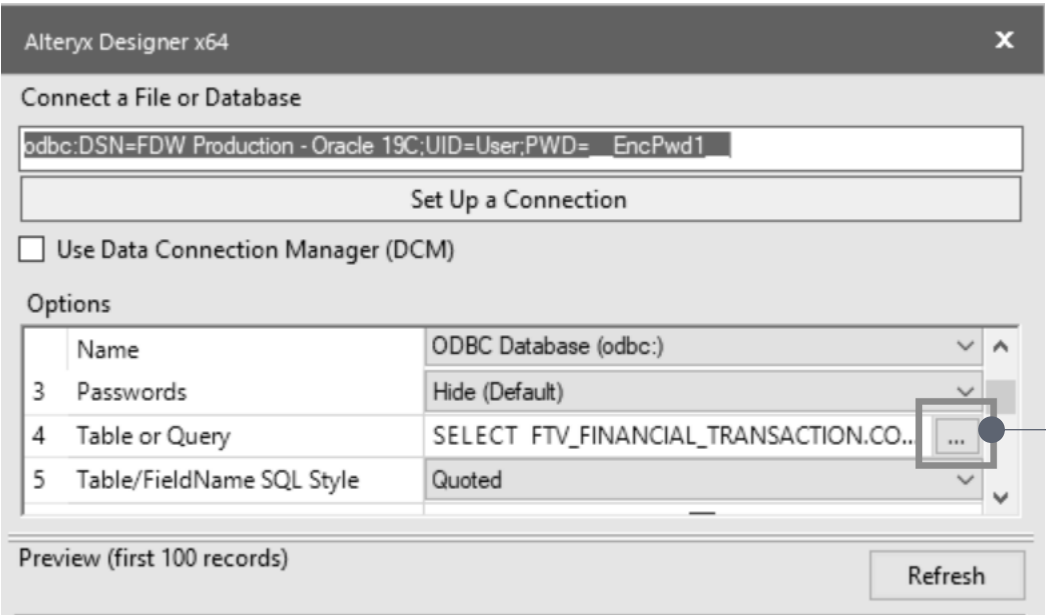 Alteryx Designer x64 x
Connect a File or Database
odbc:DSN=FDW Production - Oracle 19C;UID=User;PWD=__EncPwd1__
Set Up a Connection
Use Data Connection Manager (DCM)
Options
Name ODBC Database (odbc:)
3 Passwords Hide (Default)
4 Table or Query SELECT FTV_FINANCIAL_TRANSACTION.CO... ...
5 Table/FieldName SQL Style Quoted
Preview (first 100 records)
Refresh